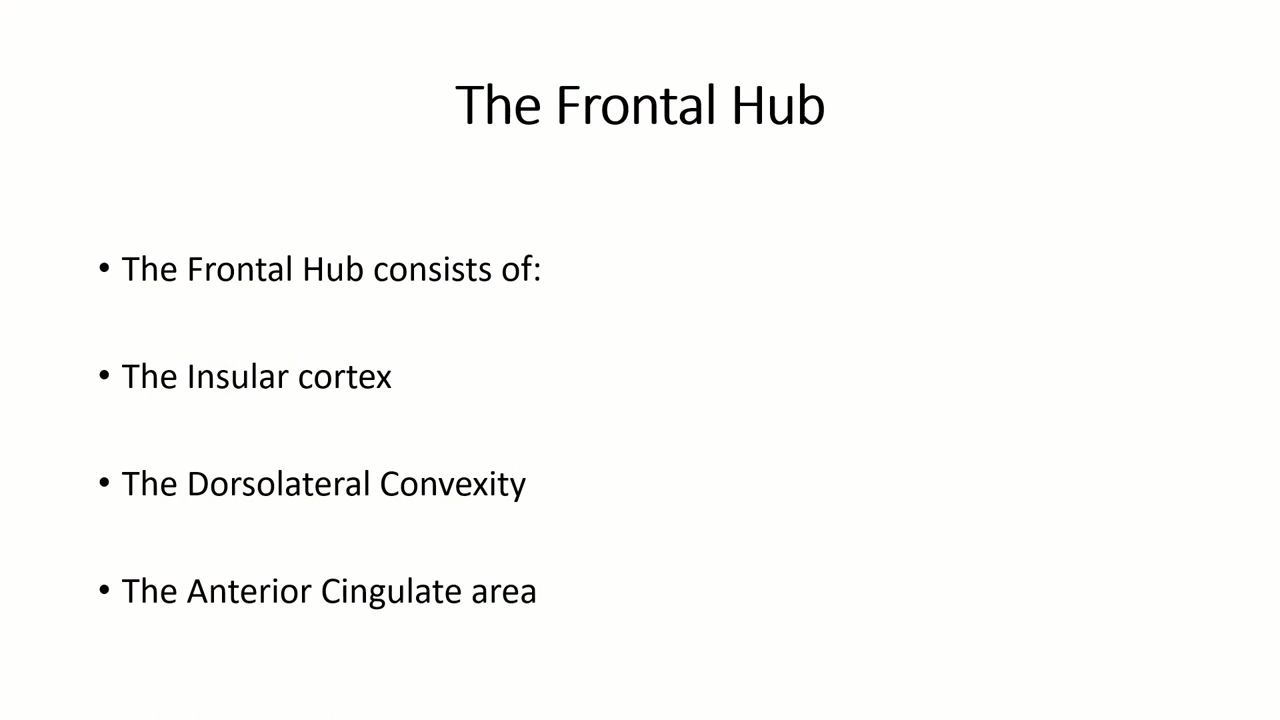 The Frontal Hub
• The Frontal Hub consists of:
• The Insular cortex
• The Dorsolateral Convexity
• The Anterior Cingulate area